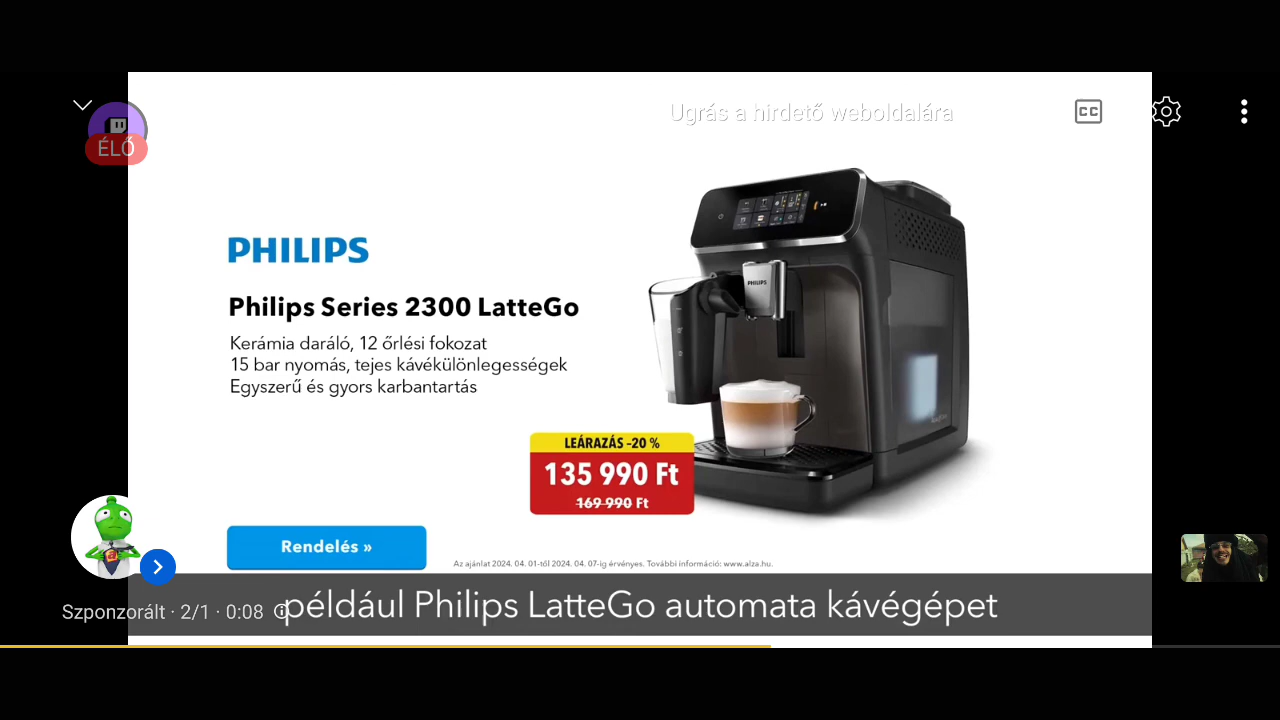 Ugrás a hirdető weboldalára
CC
ÉLŐ
PHILIPS
Philips Series 2300 LatteGo
Kerámia daráló, 12 őrlési fokozat
15 bar nyomás, tejes kávékülönlegességek
Egyszerű és gyors karbantartás
PHILIPS
LEÁRAZÁS -20 %
135 990 Ft
169 990 Ft
Rendelés »
Az ajánlat 2024. 04. 01-től 2024. 04. 07-ig érvényes. További információ: www.alza.hu.
például Philips LatteGo automata kávégépet
Szponzorált · 2/1 · 0:08